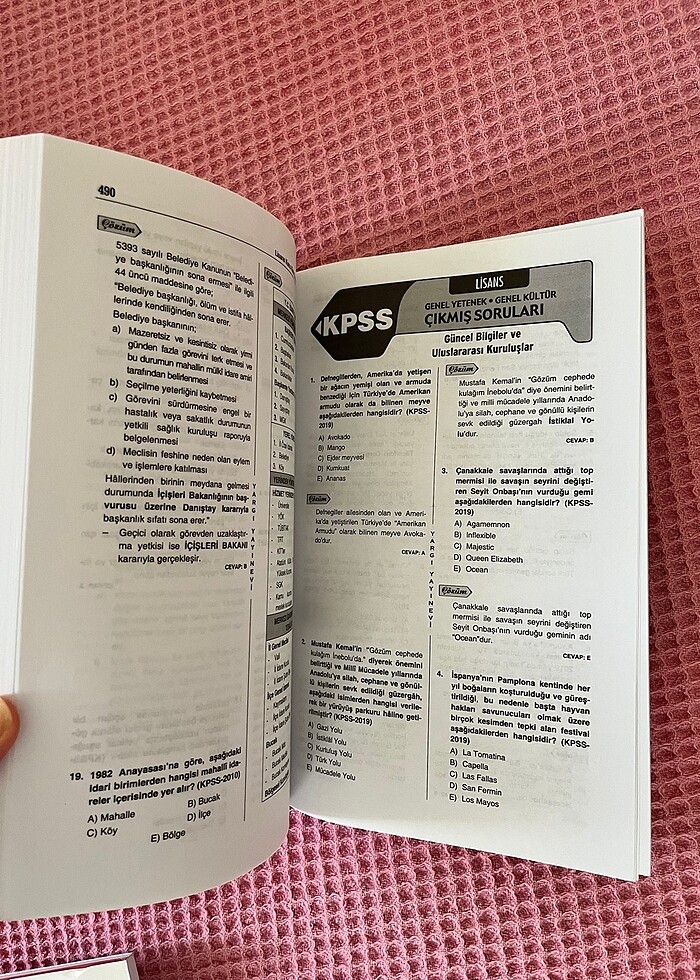 490
Çözüm
5393 sayılı Belediye Kanunun "Beledi-
ye başkanlığının sona ermesi" ile ilgili
44 üncü maddesine göre;
"Belediye başkanlığı, ölüm ve istifa hâl-
lerinde kendiliğinden sona erer.
Belediye başkanının;
a) Mazeretsiz ve kesintisiz olarak yirmi
günden fazla görevini terk etmesi ve
bu durumun mahallin mülki idare amiri
tarafından belirlenmesi
b) Seçilme yeterliğini kaybetmesi
c) Görevini sürdürmesine engel bir
hastalık veya sakatlık durumunun
yetkili sağlık kuruluşu raporuyla
belgelenmesi
d) Meclisin feshine neden olan eylem
ve işlemlere katılması
Hâllerinden birinin meydana gelmesi
durumunda İçişleri Bakanlığının baş-
vurusu üzerine Danıştay kararıyla
başkanlık sıfatı sona erer."
– Geçici olarak görevden uzaklaştır-
ma yetkisi ise İÇİŞLERİ BAKANI
kararıyla gerçekleşir.
CEVAP: B
19. 1982 Anayasası'na göre, aşağıdaki
idari birimlerden hangisi mahallî ida-
reler içerisinde yer alır? (KPSS-2010)
A) Mahalle
B) Bucak
C) Köy
D) İlçe
E) Bölge
YARGI YAYINEVİ
Çözüm
YÖK
TÜBİTAK
TRT
SGK
Vali
KPSS
LİSANS
GENEL YETENEK • GENEL KÜLTÜR
ÇIKMIŞ SORULARI
Güncel Bilgiler ve
Uluslararası Kuruluşlar
1. Defnegillerden, Amerika'da yetişen
bir ağacın yemişi olan ve armuda
benzediği için Türkiye'de Amerikan
armudu olarak da bilinen meyve
aşağıdakilerden hangisidir? (KPSS-
2019)
A) Avokado
B) Mango
C) Ejder meyvesi
D) Kumkuat
E) Ananas
Çözüm
Defnegiller ailesinden olan ve Ameri-
ka'da yetiştirilen Türkiye'de "Amerikan
Armudu" olarak bilinen meyve Avoka-
do'dur.
CEVAP: A
2. Mustafa Kemal'in "Gözüm cephede
kulağım İnebolu'da." diyerek önemini
belirttiği ve Millî Mücadele yıllarında
Anadolu'ya silah, cephane ve gönül-
lü kişilerin sevk edildiği güzergâh,
aşağıdaki isimlerden hangisi verile-
rek bir yürüyüş parkuru hâline geti-
rilmiştir? (KPSS-2019)
A) Gazi Yolu
B) İstiklâl Yolu
C) Kurtuluş Yolu
D) Türk Yolu
E) Mücadele Yolu
YARGI YAYINEVİ
Çözüm
Mustafa Kemal'in "Gözüm cephede
kulağım İnebolu'da" diye önemini belirt-
tiği ve milli mücadele yıllarında Anado-
lu'ya silah, cephane ve gönüllü kişilerin
sevk edildiği güzergah İstiklal Yo-
lu'dur.
CEVAP: B
3. Çanakkale savaşlarında attığı top
mermisi ile savaşın seyrini değişti-
ren Seyit Onbaşı'nın vurduğu gemi
aşağıdakilerden hangisidir? (KPSS-
2019)
A) Agamemnon
B) Inflexible
C) Majestic
D) Queen Elizabeth
E) Ocean
Çözüm
Çanakkale savaşlarında attığı top
mermisi ile savaşın seyrini değiştiren
Seyit Onbaşı'nın vurduğu geminin adı
"Ocean"dur.
CEVAP: E
4. İspanya'nın Pamplona kentinde her
yıl boğaların koşturulduğu ve güreş-
tirildiği, bu nedenle başta hayvan
hakları savunucuları olmak üzere
birçok kesimden tepki alan festival
aşağıdakilerden hangisidir? (KPSS-
2019)
A) La Tomatina
B) Capella
C) Las Fallas
D) San Fermin
E) Los Mayos